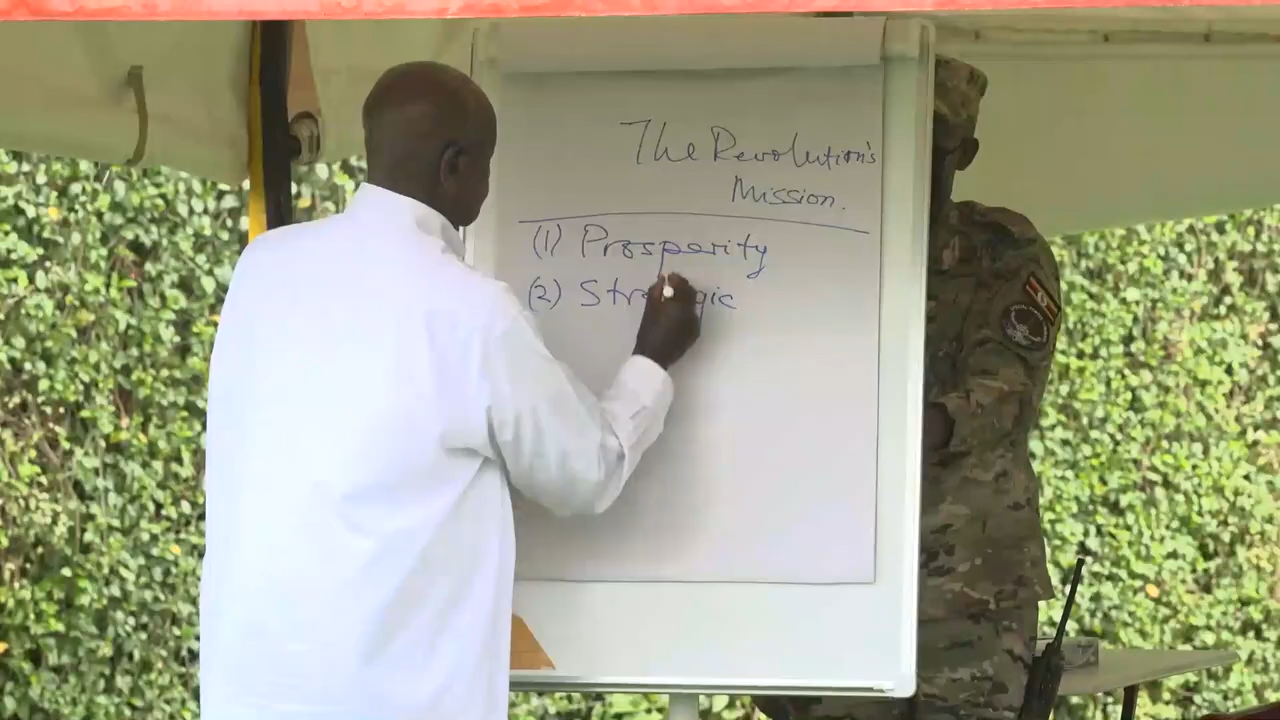 The Revolution's
Mission.
(1) Prosperity
(2) Strategic